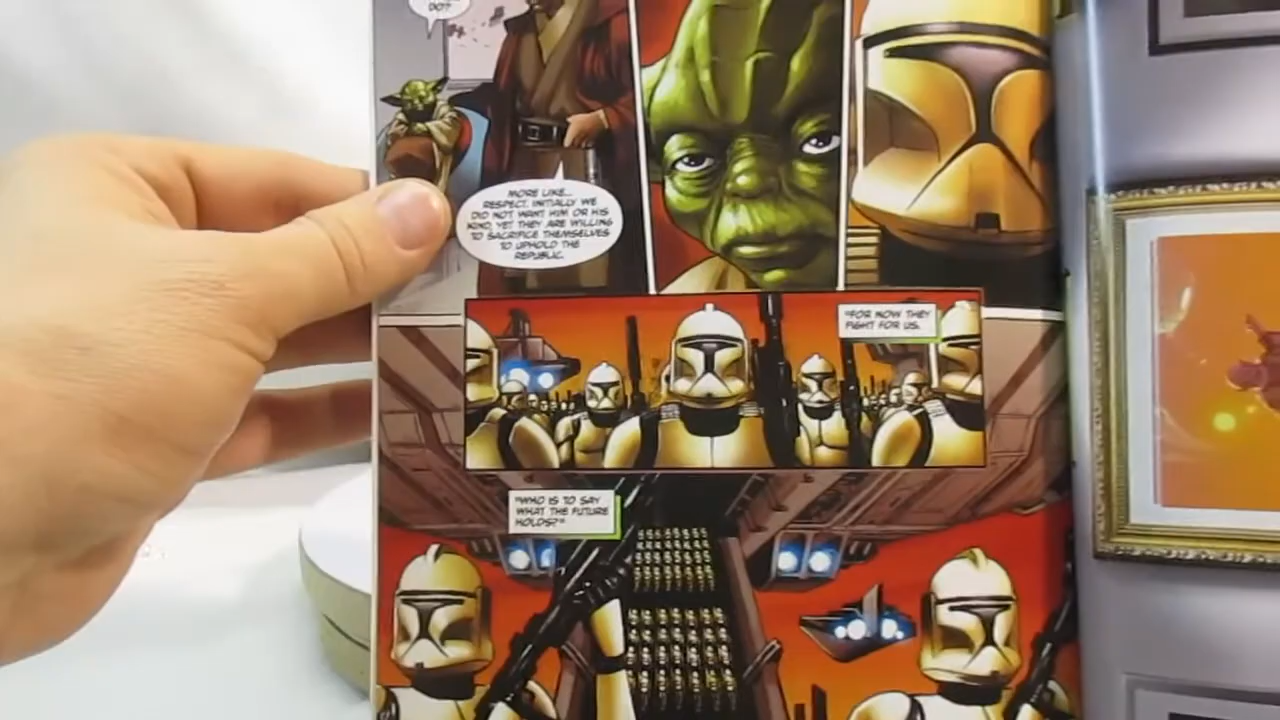 DO?
MORE LIKE...
RESPECT. INITIALLY WE
DID NOT WANT HIM OR HIS
KIND, YET THEY ARE WILLING
TO SACRIFICE THEMSELVES
TO UPHOLD THE
REPUBLIC.
"FOR NOW THEY
FIGHT FOR US.
"WHO IS TO SAY
WHAT THE FUTURE
HOLDS?"